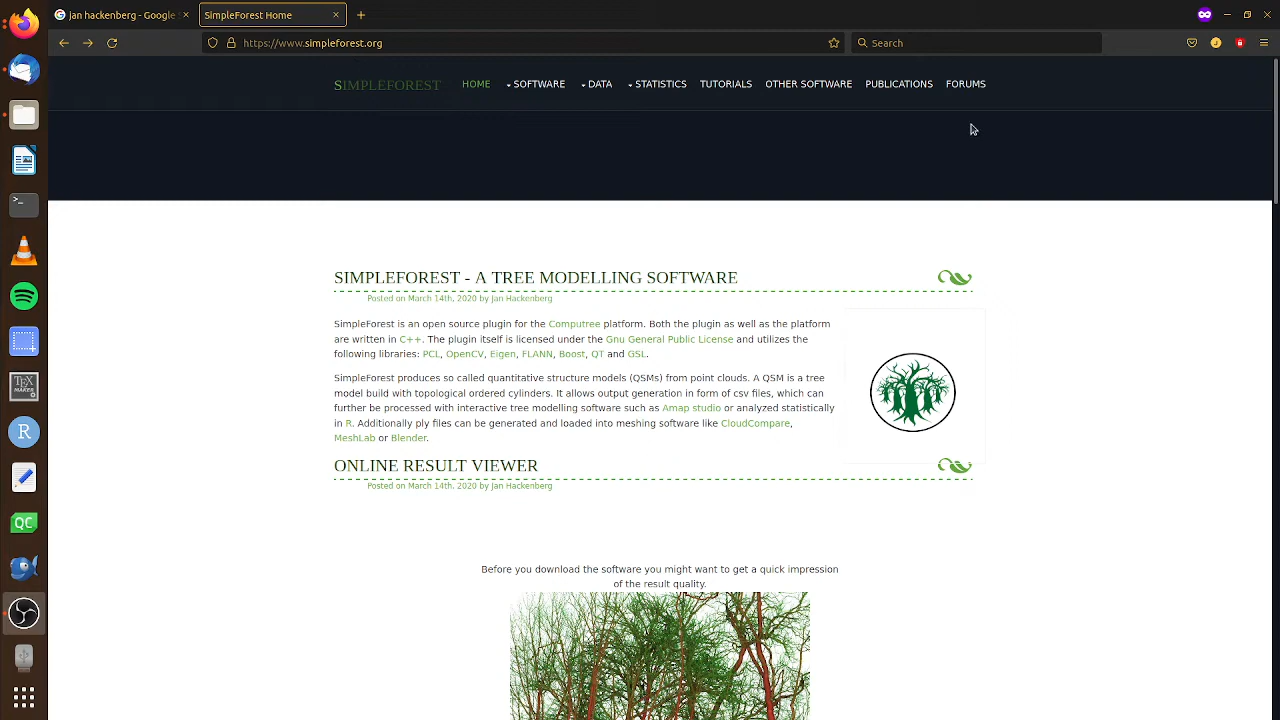 Jan hackenberg - Google S
SimpleForest Home
https://www.simpleforest.org
Search
SIMPLEFOREST
HOME
SOFTWARE
DATA
STATISTICS
TUTORIALS
OTHER SOFTWARE
PUBLICATIONS
FORUMS
SIMPLEFOREST - A TREE MODELLING SOFTWARE
Posted on March 14th, 2020 by Jan Hackenberg
SimpleForest is an open source plugin for the Computree platform. Both the plugin as well as the platform
are written in C++. The plugin itself is licensed under the Gnu General Public License and utilizes the
following libraries: PCL, OpenCV, Eigen, FLANN, Boost, QT and GSL.
SimpleForest produces so called quantitative structure models (QSMs) from point clouds. A QSM is a tree
model build with topological ordered cylinders. It allows output generation in form of csv files, which can
further be processed with interactive tree modelling software such as Amap studio or analyzed statistically
in R. Additionally ply files can be generated and loaded into meshing software like CloudCompare,
MeshLab or Blender.
ONLINE RESULT VIEWER
Posted on March 14th, 2020 by Jan Hackenberg
Before you download the software you might want to get a quick impression
of the result quality.
TEX
MAKER
R
QC